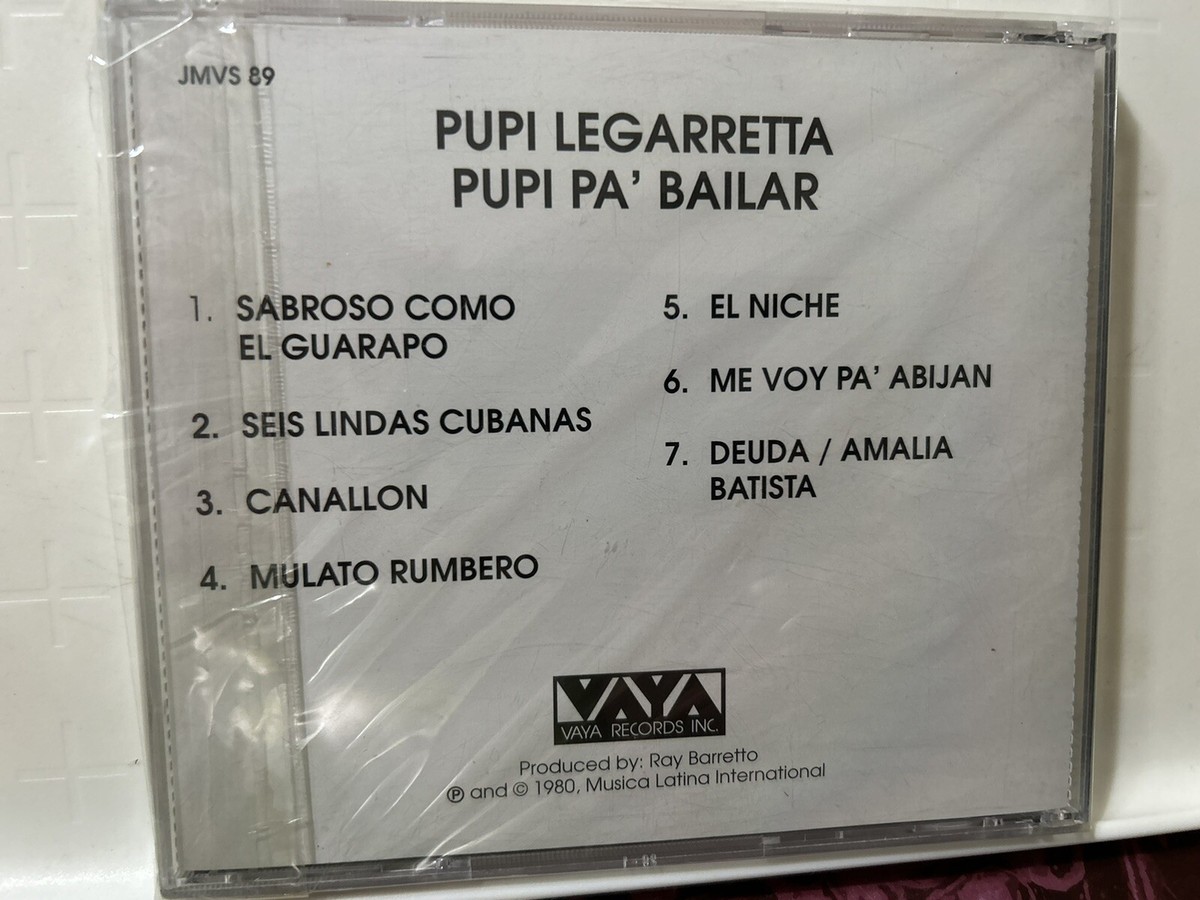 JMVS 89
PUPI LEGARRETTA
PUPI PA' BAILAR
1. SABROSO COMO
EL GUARAPO
2. SEIS LINDAS CUBANAS
3. CANALLON
4. MULATO RUMBERO
5. EL NICHE
6. ME VOY PA' ABIJAN
7. DEUDA / AMALIA
BATISTA
VAYA
VAYA RECORDS INC.
Produced by: Ray Barretto
℗ and © 1980, Musica Latina International